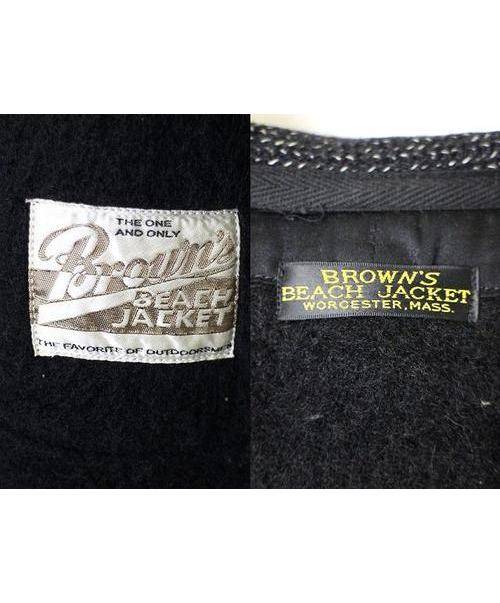 THE ONE
AND ONLY
Brown's
BEACH
JACKET
THE FAVORITE OF OUTDOORSMEN
BROWN'S
BEACH JACKET
WORCESTER, MASS.